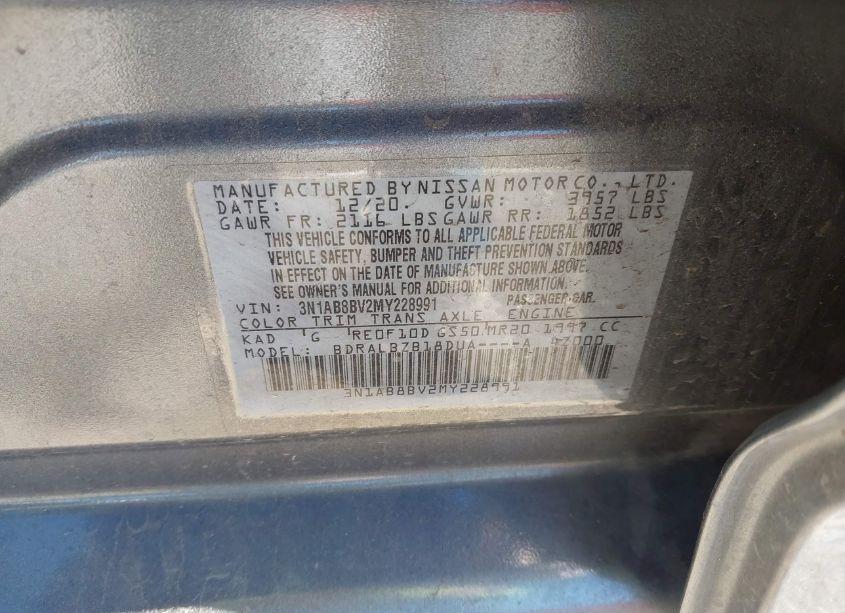 MANUFACTURED BY NISSAN MOTOR CO., LTD.
DATE: 12/20 GVWR: 3957 LBS
GAWR FR: 2116 LBS GAWR RR: 1852 LBS
THIS VEHICLE CONFORMS TO ALL APPLICABLE FEDERAL MOTOR
VEHICLE SAFETY, BUMPER AND THEFT PREVENTION STANDARDS
IN EFFECT ON THE DATE OF MANUFACTURE SHOWN ABOVE.
SEE OWNER'S MANUAL FOR ADDITIONAL INFORMATION
VIN: 3N1AB8BV2MY228991 PASSENGER CAR
COLOR TRIM TRANS AXLE ENGINE
KAD G RE0F10D GS50 MR20 1997 CC
MODEL: BDRALBZB18DUA----A 47000
3N1AB8BV2MY228991